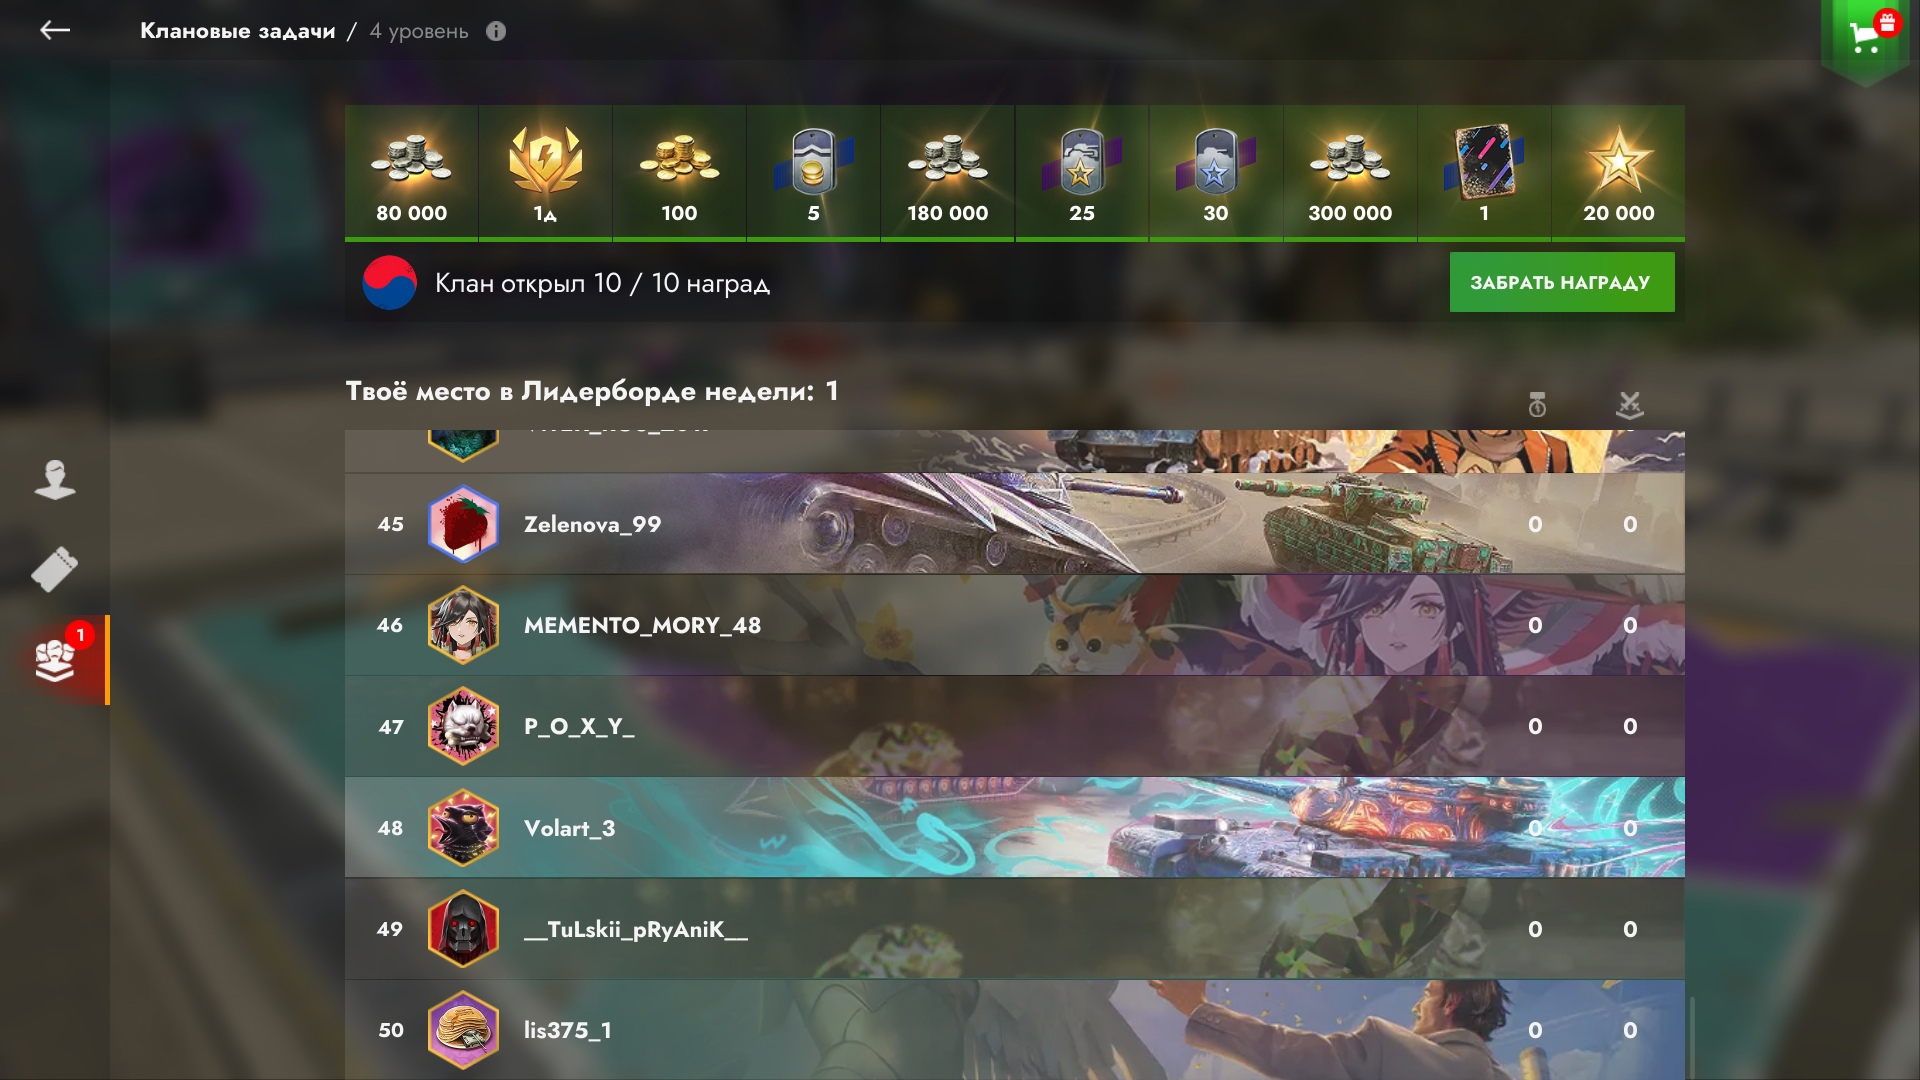 Клановые задачи / 4 уровень
80 000 1д 100 5 180 000 25 30 300 000 1 20 000
Клан открыл 10 / 10 наград
ЗАБРАТЬ НАГРАДУ
Твоё место в Лидерборде недели: 1
45 Zelenova_99 0 0
1
46 MEMENTO_MORY_48 0 0
47 P_O_X_Y_ 0 0
48 Volart_3 0 0
49 __TuLskii_pRyAniK__ 0 0
50 lis375_1 0 0